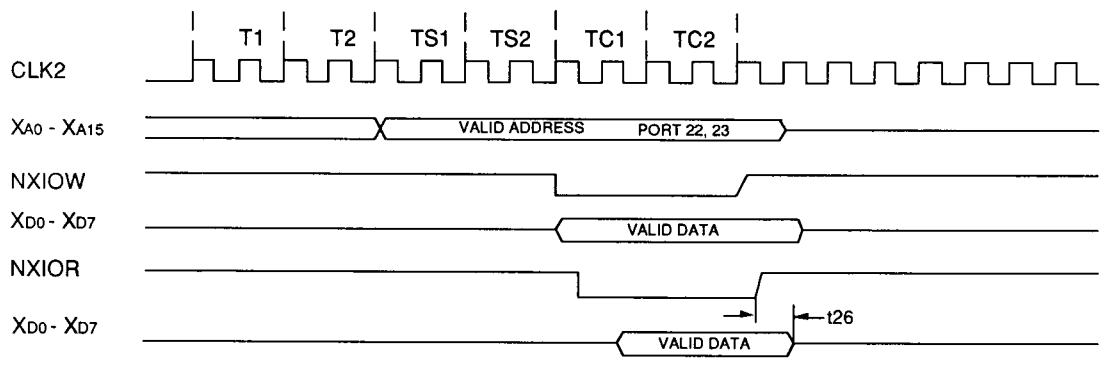 T1 T2 TS1 TS2 TC1 TC2
CLK2
XA0 - XA15 VALID ADDRESS PORT 22, 23
NXIOW
XD0 - XD7 VALID DATA
NXIOR
t26
XD0 - XD7 VALID DATA